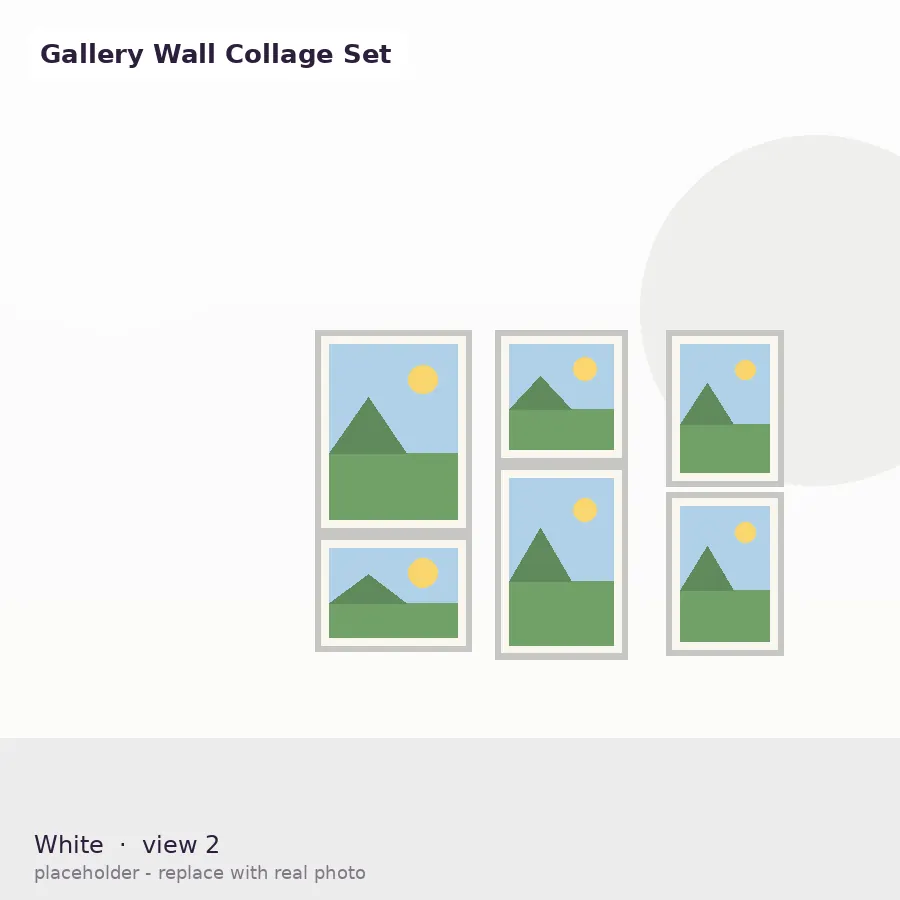 Gallery Wall Collage Set
White · view 2
placeholder - replace with real photo